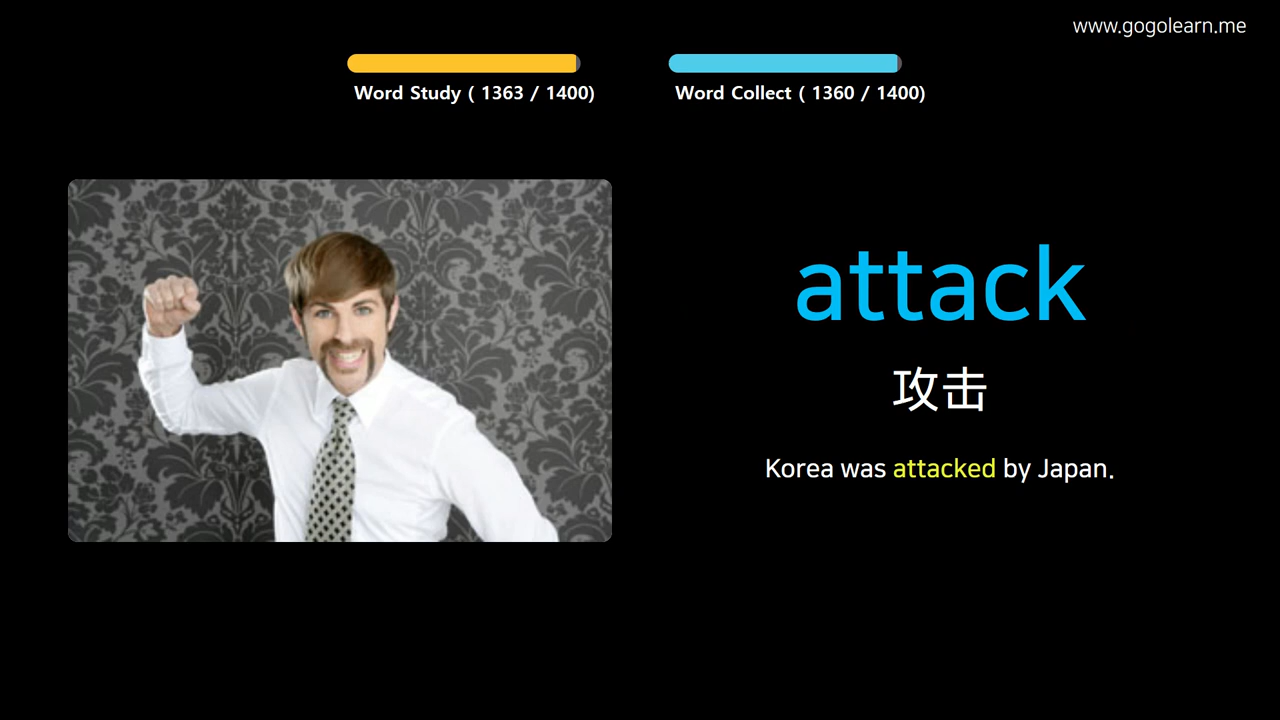 www.gogolearn.me
Word Study ( 1363 / 1400)
Word Collect ( 1360 / 1400)
attack
攻击
Korea was attacked by Japan.